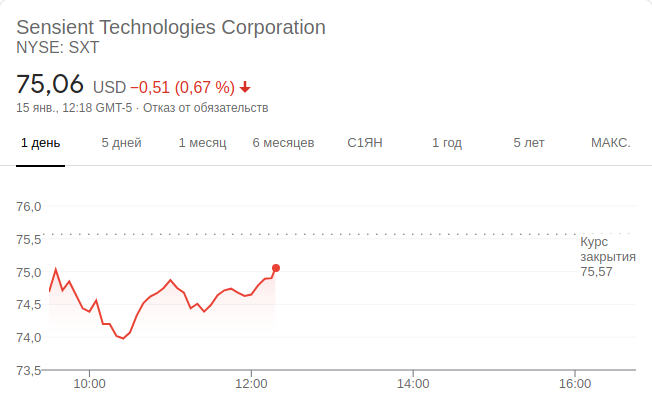 Sensient Technologies Corporation
NYSE: SXT
75,06 USD −0,51 (0,67 %)
15 янв., 12:18 GMT-5 · Отказ от обязательств
1 день 5 дней 1 месяц 6 месяцев С1ЯН 1 год 5 лет МАКС.
76,0
75,5
75,0
74,5
74,0
73,5
Курс
закрытия
75,57
10:00 12:00 14:00 16:00